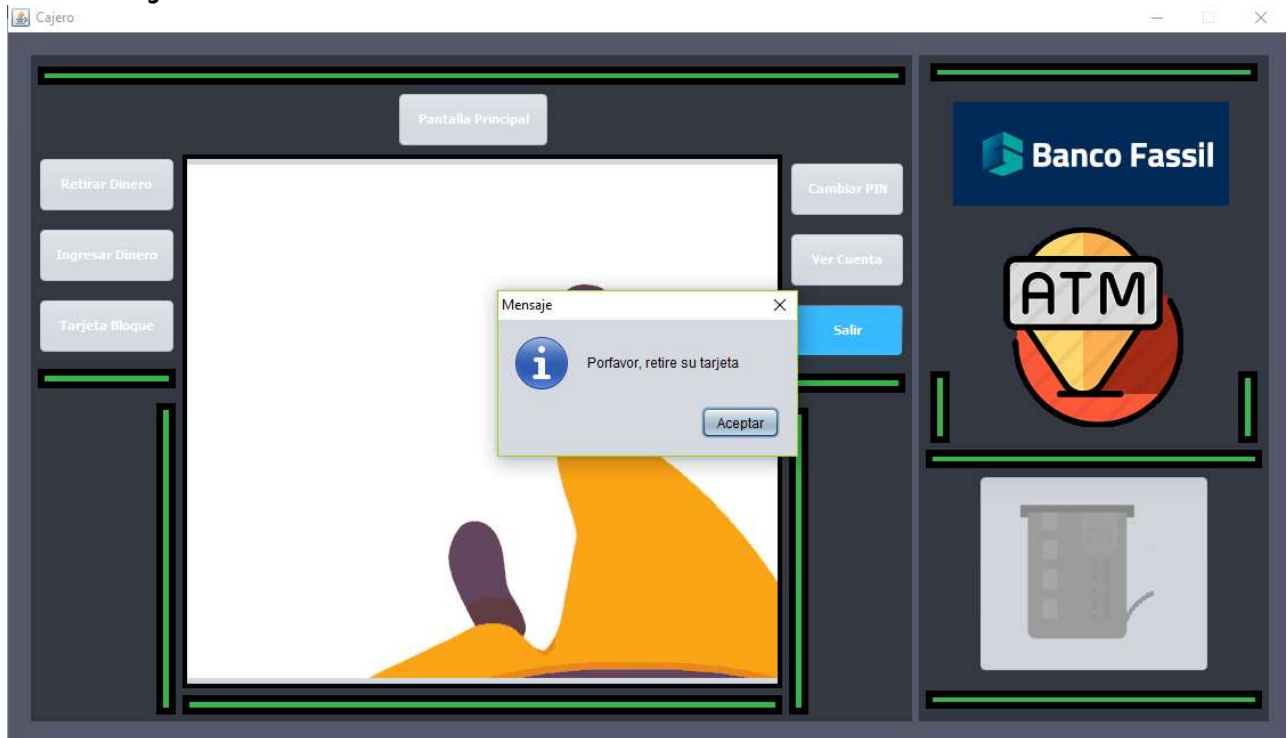 Cajero
Pantalla Principal
Banco Fassil
Retirar Dinero
Cambiar PIN
Ingresar Dinero
Ver Cuenta
ATM
Mensaje
Tarjeta Bloque
Salir
Porfavor, retire su tarjeta
Aceptar